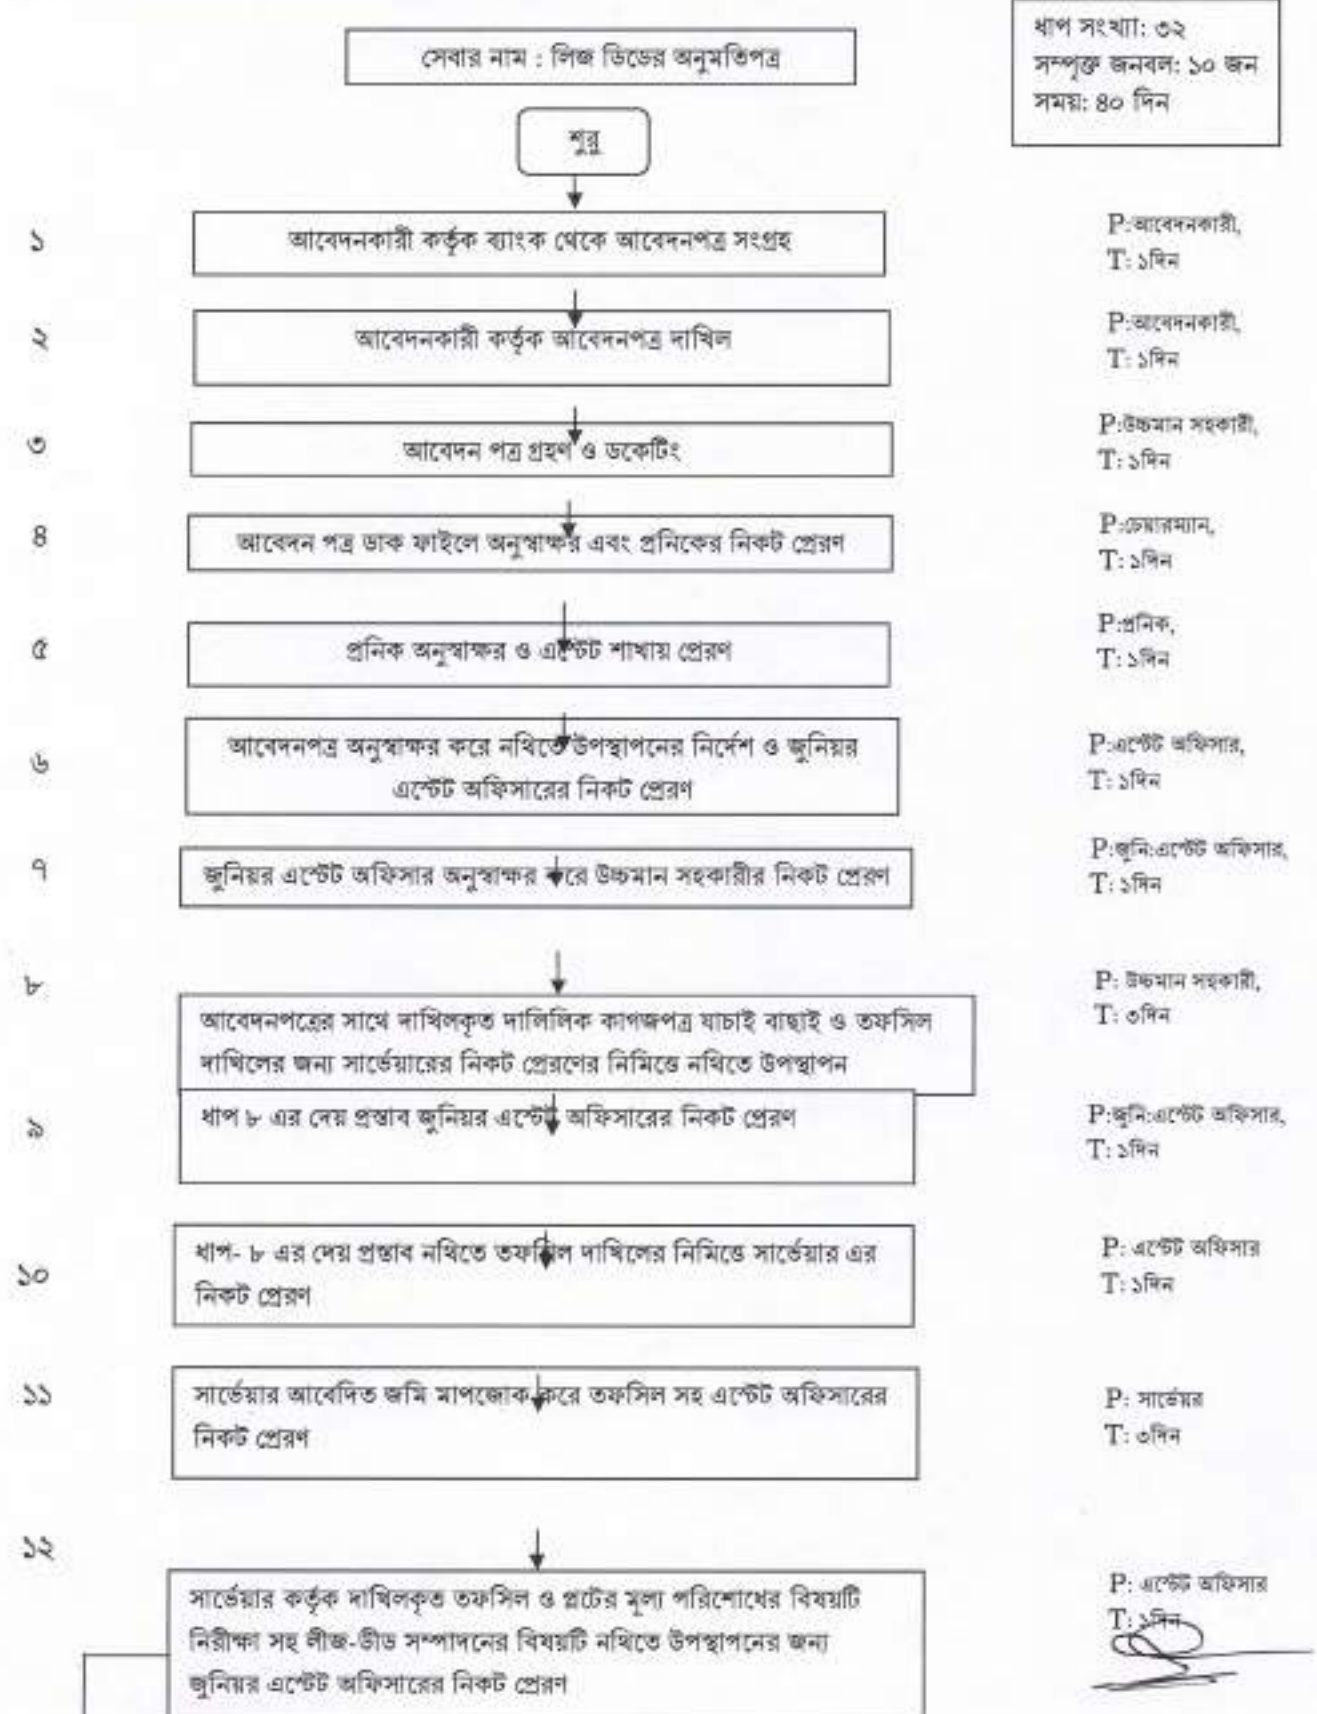 ধাপ সংখ্যা: ৩২
সম্পৃক্ত জনবল: ১০ জন
সময়: ৪০ দিন
সেবার নাম : লিজ ডিডের অনুমতিপত্র
শুরু
১
আবেদনকারী কর্তৃক ব্যাংক থেকে আবেদনপত্র সংগ্রহ
P:আবেদনকারী,
T: ১দিন
২
আবেদনকারী কর্তৃক আবেদনপত্র দাখিল
P:আবেদনকারী,
T: ১দিন
৩
আবেদন পত্র গ্রহণ ও ডকেটিং
P:উচ্চমান সহকারী,
T: ১দিন
৪
আবেদন পত্র ডাক ফাইলে অনুস্বাক্ষর এবং প্রনিকের নিকট প্রেরণ
P:চেয়ারম্যান,
T: ১দিন
৫
প্রনিক অনুস্বাক্ষর ও এস্টেট শাখায় প্রেরণ
P:প্রনিক,
T: ১দিন
৬
আবেদনপত্র অনুস্বাক্ষর করে নথিতে উপস্থাপনের নির্দেশ ও জুনিয়র
এস্টেট অফিসারের নিকট প্রেরণ
P:এস্টেট অফিসার,
T: ১দিন
৭
জুনিয়র এস্টেট অফিসার অনুস্বাক্ষর করে উচ্চমান সহকারীর নিকট প্রেরণ
P:জুনি:এস্টেট অফিসার,
T: ১দিন
৮
আবেদনপত্রের সাথে দাখিলকৃত দালিলিক কাগজপত্র যাচাই বাছাই ও তফসিল
দাখিলের জন্য সার্ভেয়ারের নিকট প্রেরণের নিমিত্তে নথিতে উপস্থাপন
P: উচ্চমান সহকারী,
T: ৩দিন
৯
ধাপ ৮ এর দেয় প্রস্তাব জুনিয়র এস্টেট অফিসারের নিকট প্রেরণ
P:জুনি:এস্টেট অফিসার,
T: ১দিন
১০
ধাপ- ৮ এর দেয় প্রস্তাব নথিতে তফসিল দাখিলের নিমিত্তে সার্ভেয়ার এর
নিকট প্রেরণ
P: এস্টেট অফিসার
T: ১দিন
১১
সার্ভেয়ার আবেদিত জমি মাপজোক করে তফসিল সহ এস্টেট অফিসারের
নিকট প্রেরণ
P: সার্ভেয়র
T: ৩দিন
১২
সার্ভেয়ার কর্তৃক দাখিলকৃত তফসিল ও প্লটের মূল্য পরিশোধের বিষয়টি
নিরীক্ষা সহ লীজ-ডীড সম্পাদনের বিষয়টি নথিতে উপস্থাপনের জন্য
জুনিয়র এস্টেট অফিসারের নিকট প্রেরণ
P: এস্টেট অফিসার
T: ১দিন